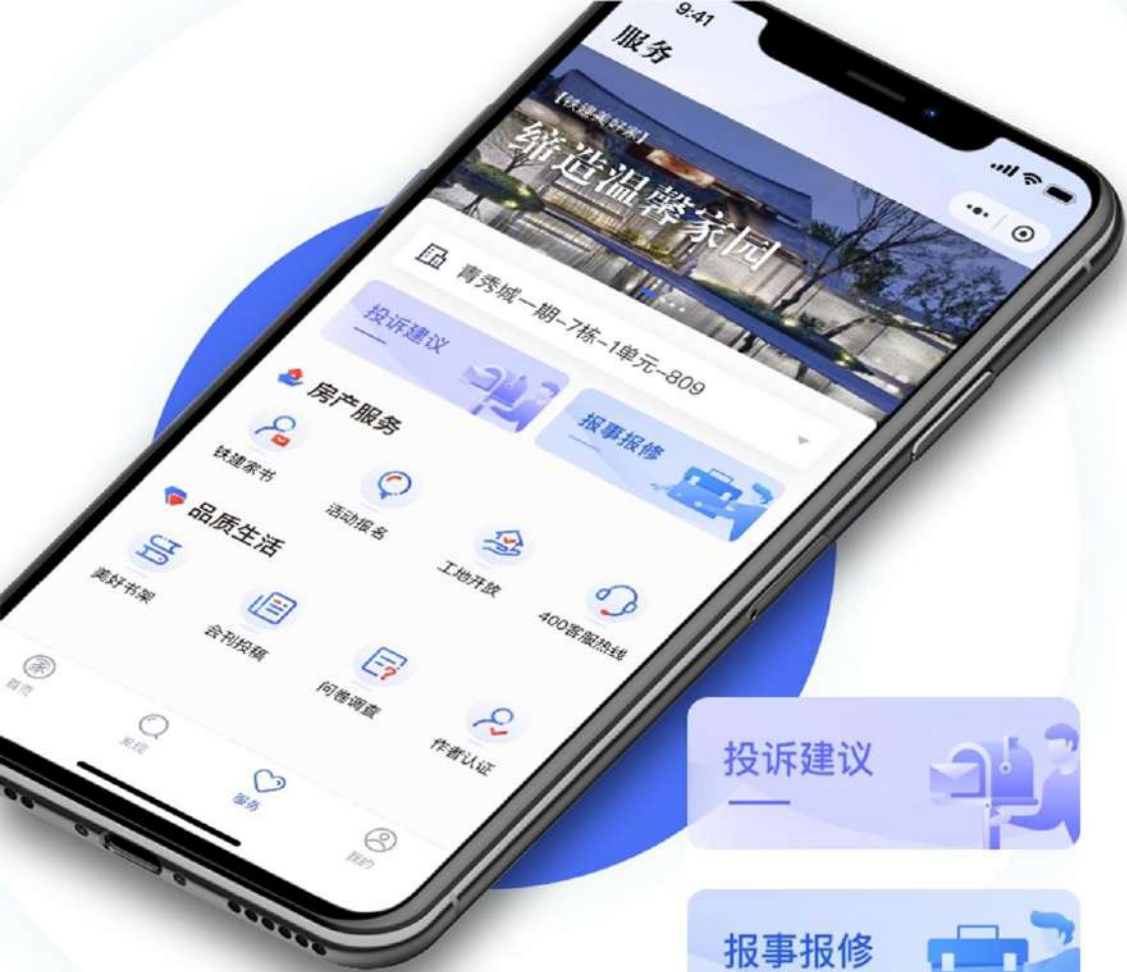 9:41
服务
【铁建美好家】
缔造温馨家园
青秀城一期-7栋-1单元-809
投诉建议
报事报修
房产服务
铁建家书
活动报名
工地开放
400客服热线
品质生活
美好书架
会刊投稿
问卷调查
作者认证
家
首页
发现
服务
我的
投诉建议
报事报修